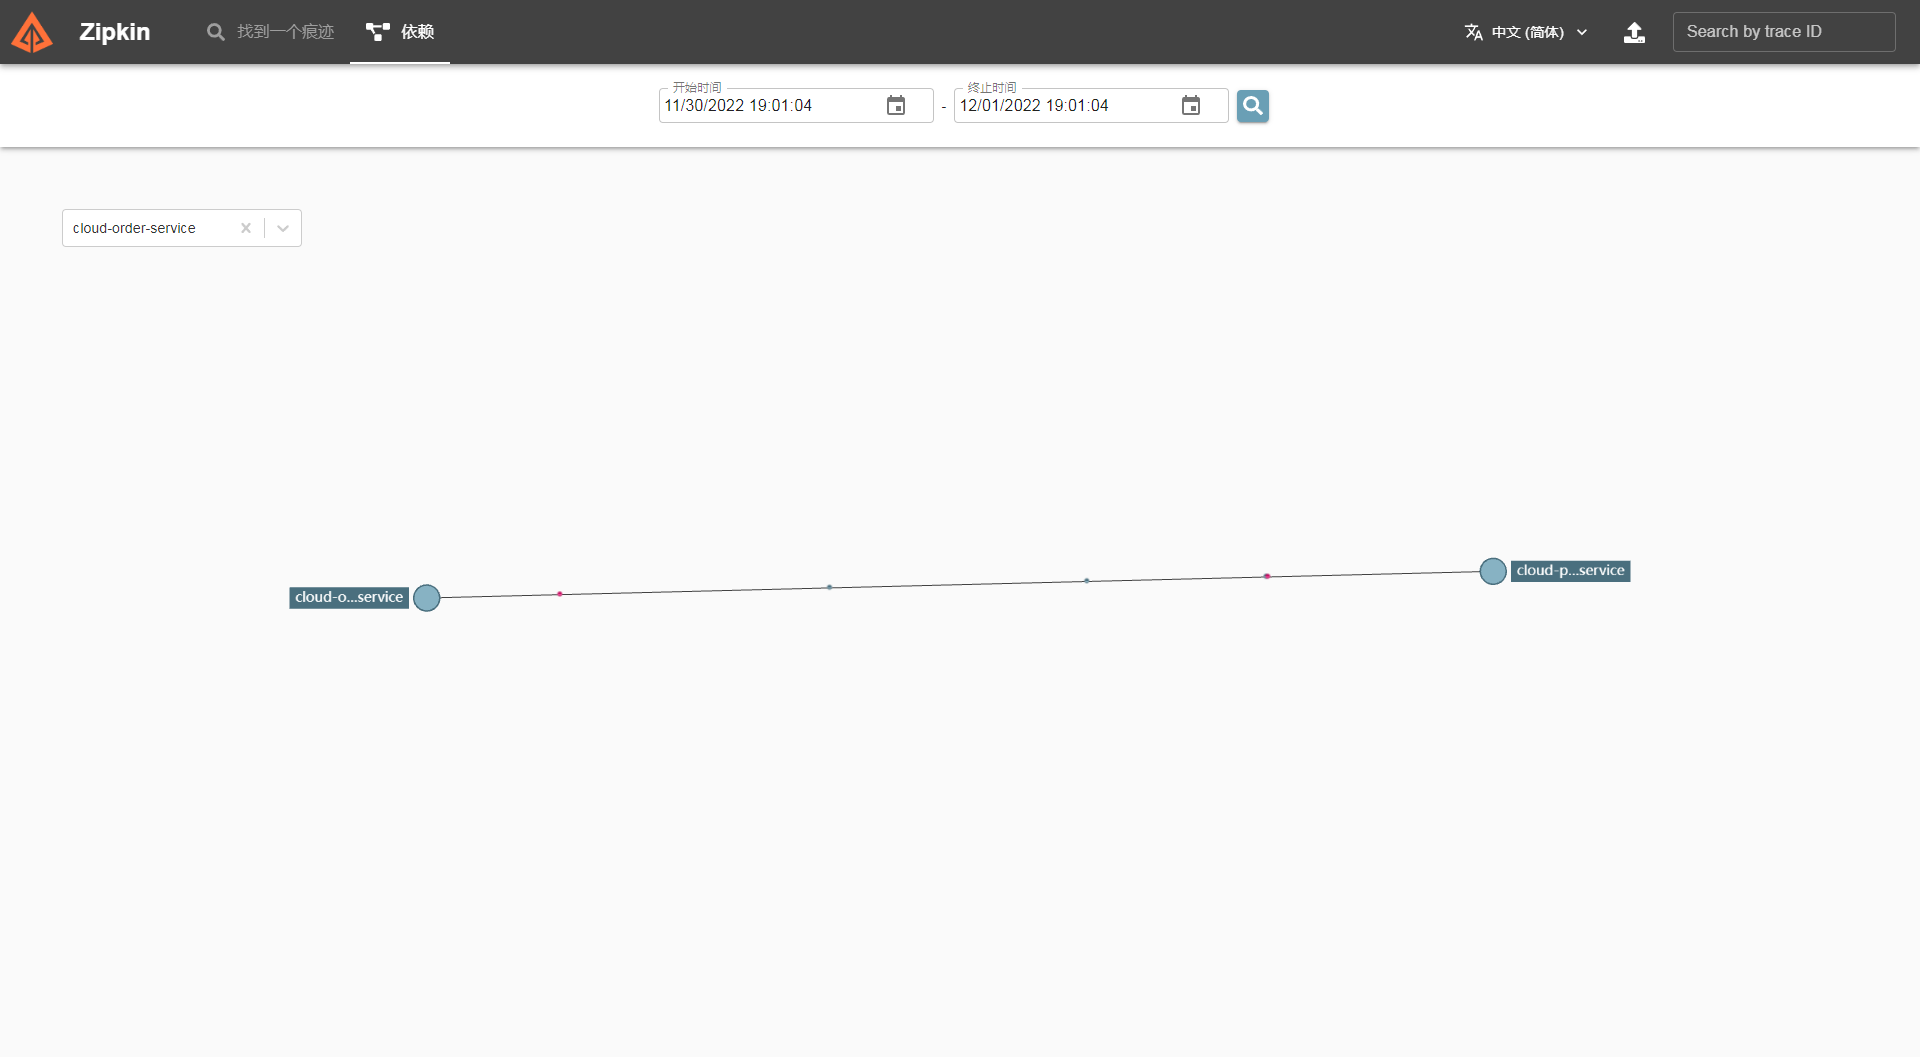 Zipkin
找到一个痕迹
依赖
中文 (简体)
Search by trace ID
开始时间
11/30/2022 19:01:04
-
终止时间
12/01/2022 19:01:04
cloud-order-service
cloud-o...service
cloud-p...service